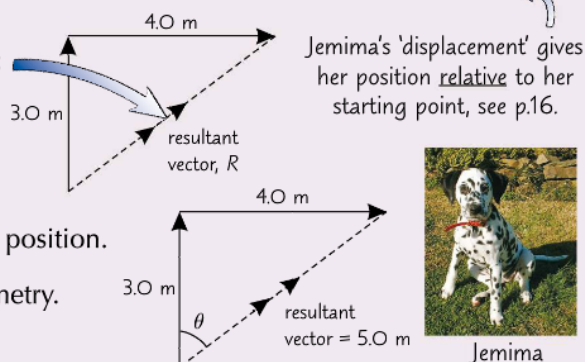 4.0 m
Jemima's 'displacement' gives
her position relative to her
starting point, see p.16.
3.0 m
resultant
vector, R
position.
4.0 m
netry.
3.0 m
θ
resultant
vector = 5.0 m
Jemima